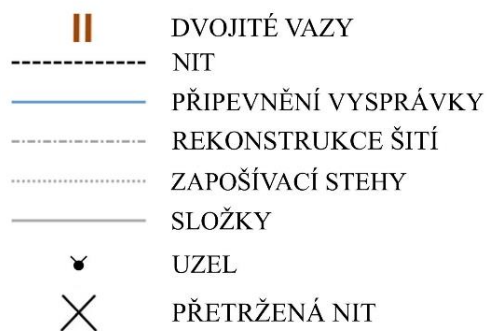 DVOJITÉ VAZY
NIT
PŘIPEVNĚNÍ VYSPRÁVKY
REKONSTRUKCE ŠITÍ
ZAPOŠÍVACÍ STEHY
SLOŽKY
UZEL
PŘETRŽENÁ NIT